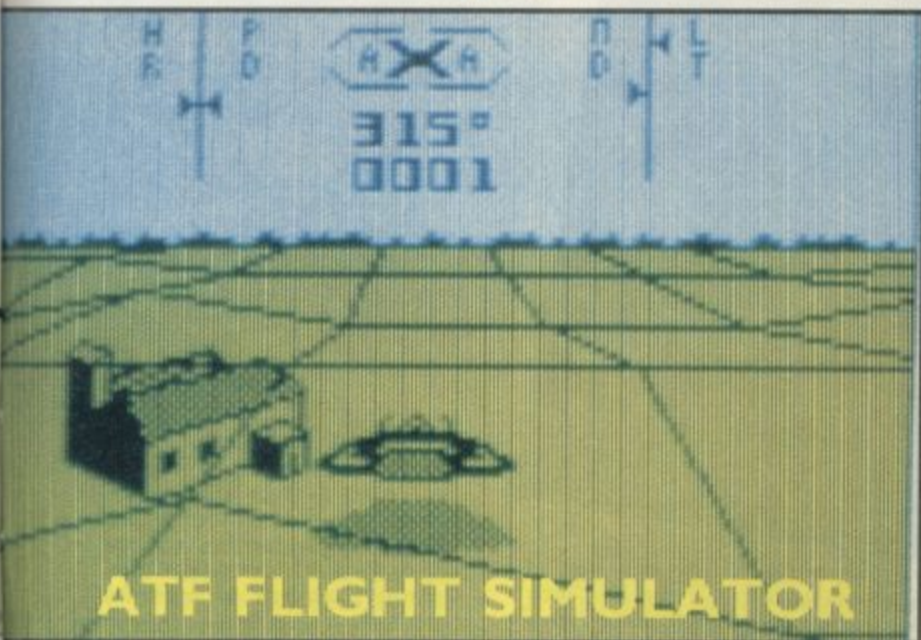 H P A A П L
R D D T
315°
0001
ATF FLIGHT SIMULATOR